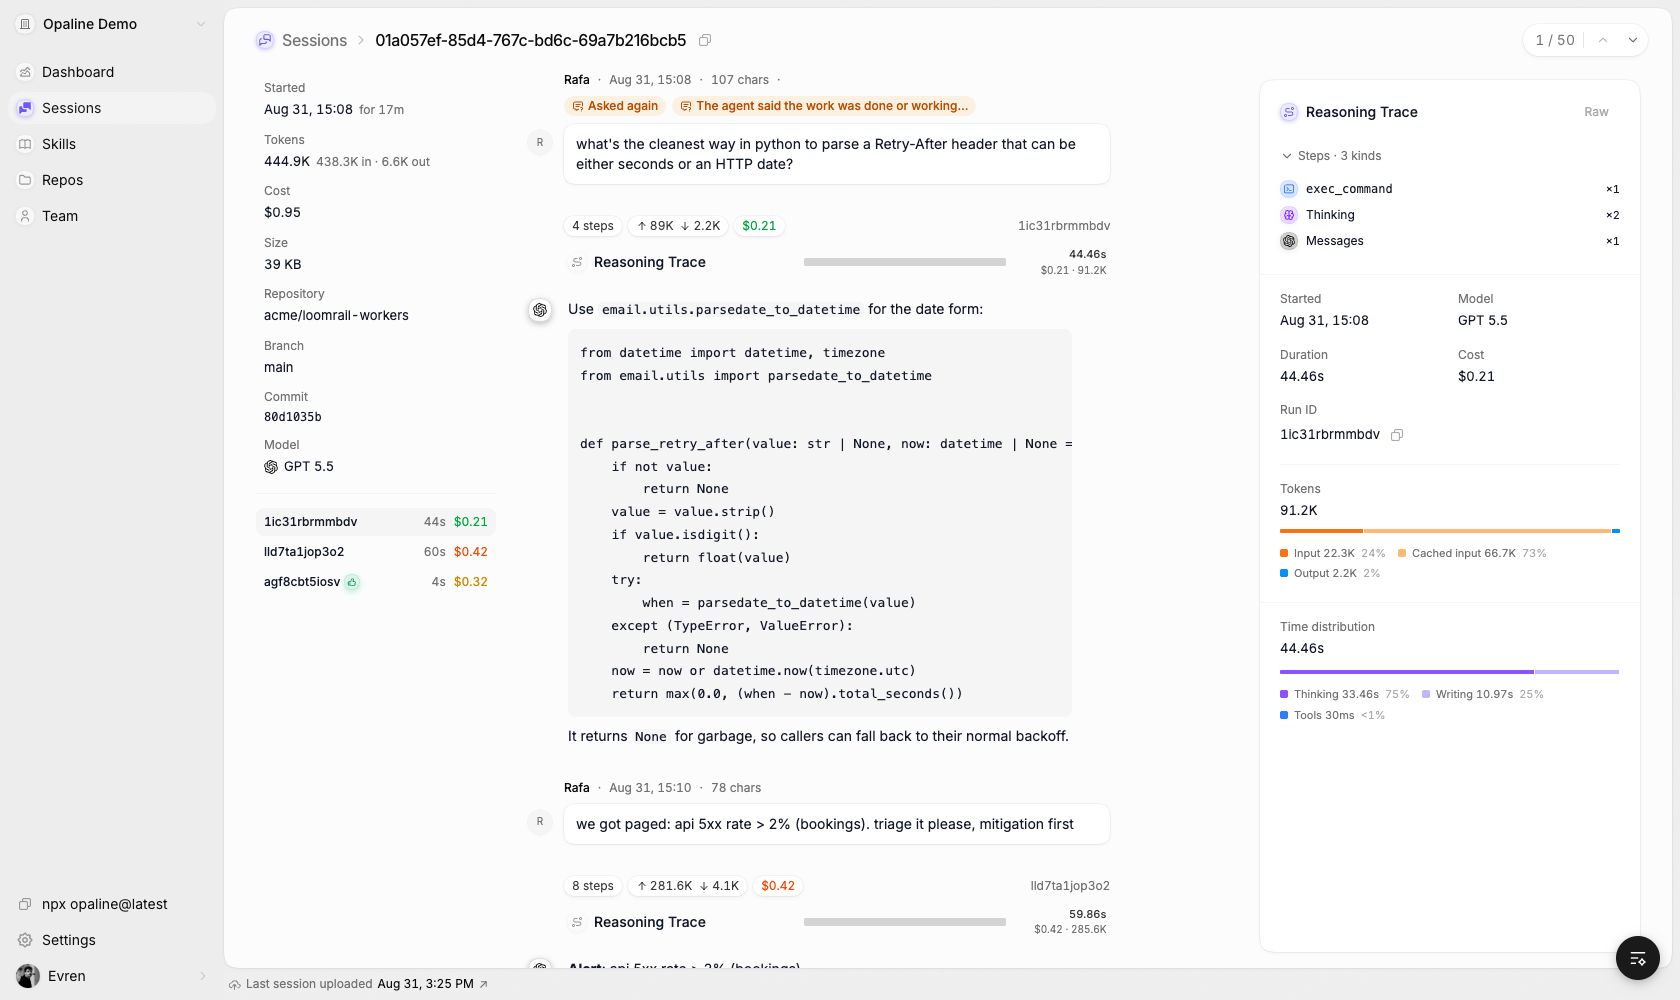 Opaline Demo
Dashboard
Sessions
Skills
Repos
Team
npx opaline@latest
Settings
Evren
Sessions
01a057ef-85d4-767c-bd6c-69a7b216bcb5
1 / 50
Started
Aug 31, 15:08 for 17m
Tokens
444.9K 438.3K in · 6.6K out
Cost
$0.95
Size
39 KB
Repository
acme/loomrail-workers
Branch
main
Commit
80d1035b
Model
GPT 5.5
1ic31rbrmmbdv 44s $0.21
lld7ta1jop3o2 60s $0.42
agf8cbt5iosv 4s $0.32
Rafa · Aug 31, 15:08 · 107 chars ·
Asked again
The agent said the work was done or working...
R
what's the cleanest way in python to parse a Retry-After header that can be
either seconds or an HTTP date?
4 steps ↑ 89K ↓ 2.2K $0.21 1ic31rbrmmbdv
Reasoning Trace
44.46s
$0.21 · 91.2K
Use email.utils.parsedate_to_datetime for the date form:
from datetime import datetime, timezone
from email.utils import parsedate_to_datetime
def parse_retry_after(value: str | None, now: datetime | None =
    if not value:
        return None
    value = value.strip()
    if value.isdigit():
        return float(value)
    try:
        when = parsedate_to_datetime(value)
    except (TypeError, ValueError):
        return None
    now = now or datetime.now(timezone.utc)
    return max(0.0, (when - now).total_seconds())
It returns None for garbage, so callers can fall back to their normal backoff.
Rafa · Aug 31, 15:10 · 78 chars
R
we got paged: api 5xx rate > 2% (bookings). triage it please, mitigation first
8 steps ↑ 281.6K ↓ 4.1K $0.42 lld7ta1jop3o2
Reasoning Trace
59.86s
$0.42 · 285.6K
Alert: api 5xx rate > 2% (bookings)
Reasoning Trace
Raw
Steps · 3 kinds
exec_command ×1
Thinking ×2
Messages ×1
Started
Aug 31, 15:08
Model
GPT 5.5
Duration
44.46s
Cost
$0.21
Run ID
1ic31rbrmmbdv
Tokens
91.2K
Input 22.3K 24% Cached input 66.7K 73%
Output 2.2K 2%
Time distribution
44.46s
Thinking 33.46s 75% Writing 10.97s 25%
Tools 30ms <1%
Last session uploaded Aug 31, 3:25 PM ↗